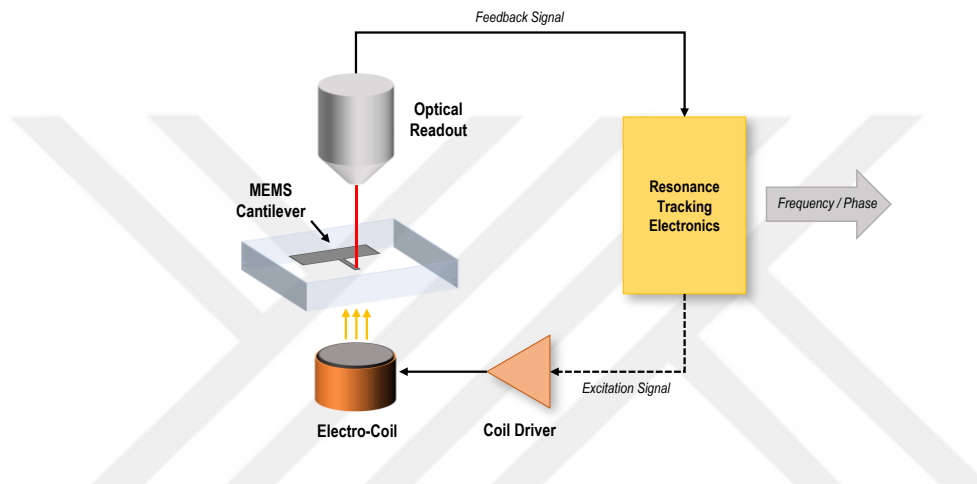 Feedback Signal
Optical
Readout
MEMS
Cantilever
Resonance
Tracking
Electronics
Frequency / Phase
Excitation Signal
Electro-Coil
Coil Driver